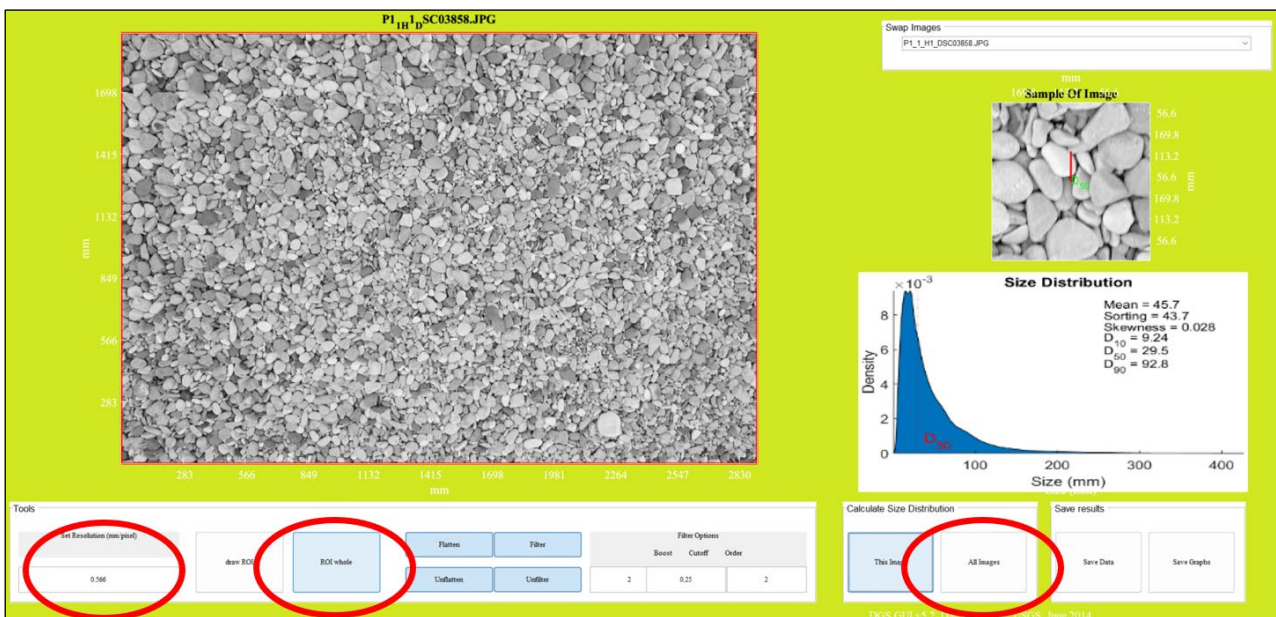 P1_1H1_DSC03858.JPG
Swap Images
P1_1_H1_DSC03858.JPG
mm
Sample Of Image
56.6
169.8
113.2
56.6
169.8
113.2
56.6
mm
D50
1698
1415
1132
849
566
283
mm
283 566 849 1132 1415 1698 1981 2264 2547 2830
mm
×10-3
Size Distribution
Mean = 45.7
Sorting = 43.7
Skewness = 0.028
D10 = 9.24
D50 = 29.5
D90 = 92.8
8
6
4
2
0
Density
D50
100 200 300 400
Size (mm)
Tools
Set Resolution (mm/pixel)
0.566
draw ROI
ROI whole
Flatten
Filter
Unflatten
Unfilter
Filter Options
Boost Cutoff Order
2 0.25 2
Calculate Size Distribution
All Images
Save results
Save Data
Save Graphs